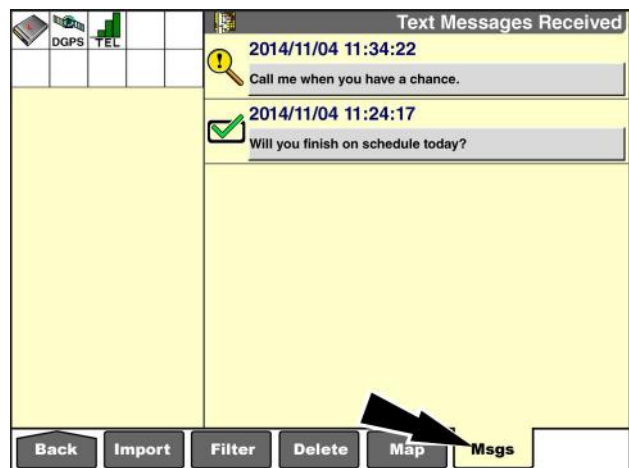 DGPS
TEL
Text Messages Received
2014/11/04 11:34:22
Call me when you have a chance.
2014/11/04 11:24:17
Will you finish on schedule today?
Back Import Filter Delete Map Msgs